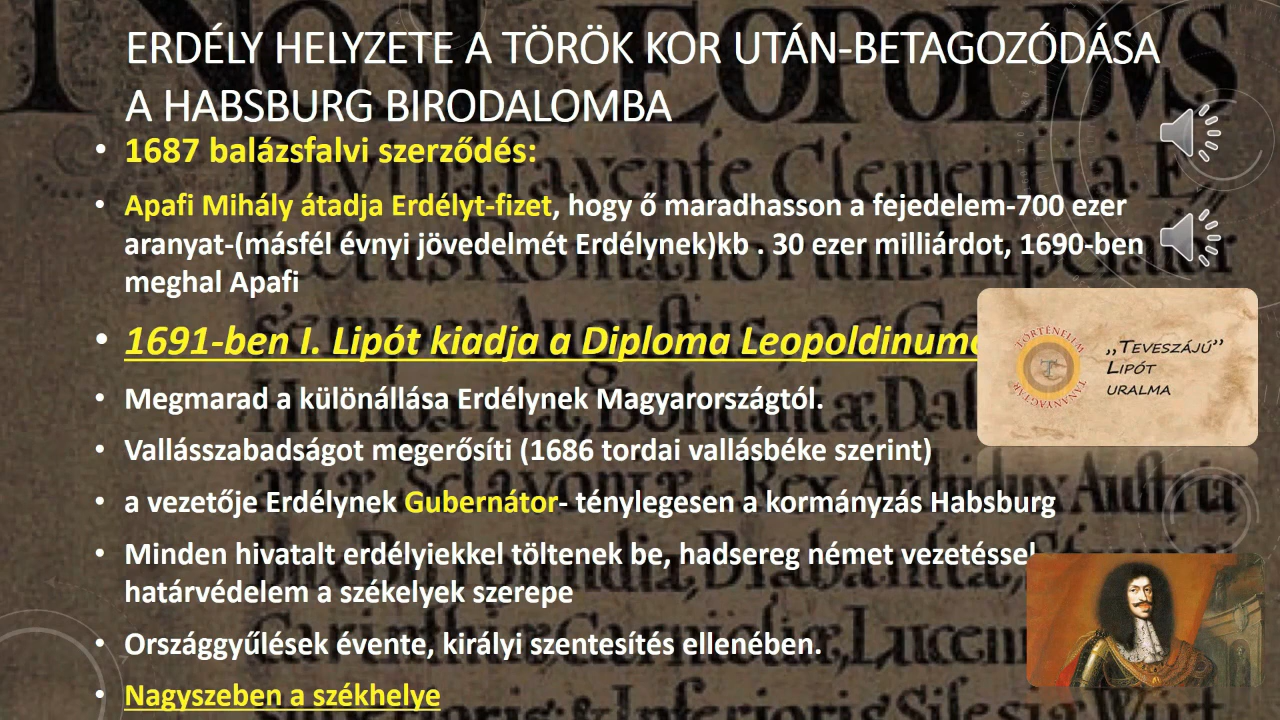 ERDÉLY HELYZETE A TÖRÖK KOR UTÁN-BETAGOZÓDÁSA
A HABSBURG BIRODALOMBA
• 1687 balázsfalvi szerződés:
• Apafi Mihály átadja Erdélyt-fizet, hogy ő maradhasson a fejedelem-700 ezer
aranyat-(másfél évnyi jövedelmét Erdélynek)kb . 30 ezer milliárdot, 1690-ben
meghal Apafi
• 1691-ben I. Lipót kiadja a Diploma Leopoldinumo
• Megmarad a különállása Erdélynek Magyarországtól.
• Vallásszabadságot megerősíti (1686 tordai vallásbéke szerint)
• a vezetője Erdélynek Gubernátor- ténylegesen a kormányzás Habsburg
• Minden hivatalt erdélyiekkel töltenek be, hadsereg német vezetéssel
határvédelem a székelyek szerepe
• Országgyűlések évente, királyi szentesítés ellenében.
• Nagyszeben a székhelye
TÖRTÉNELEM
TANANYAGTÁR
„TEVESZÁJÚ”
LIPÓT
URALMA